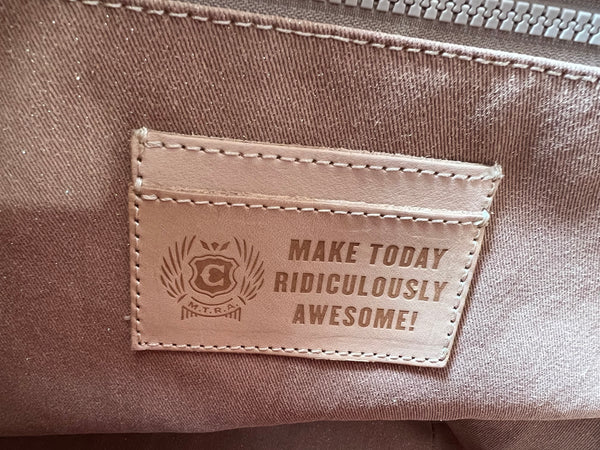 C
M.T.R.A.
MAKE TODAY
RIDICULOUSLY
AWESOME!